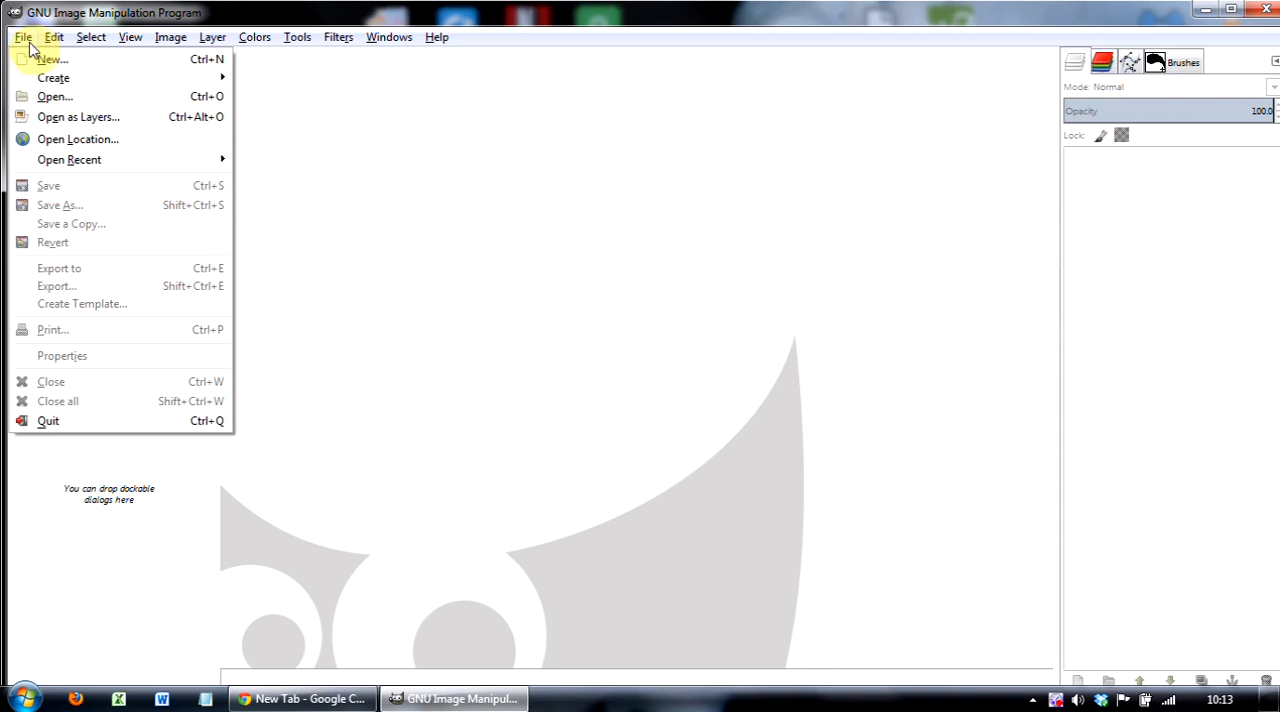 GNU Image Manipulation Program
File Edit Select View Image Layer Colors Tools Filters Windows Help
New... Ctrl+N
Create
Open... Ctrl+O
Open as Layers... Ctrl+Alt+O
Open Location...
Open Recent
Save Ctrl+S
Save As... Shift+Ctrl+S
Save a Copy...
Revert
Export to Ctrl+E
Export... Shift+Ctrl+E
Create Template...
Print... Ctrl+P
Properties
Close Ctrl+W
Close all Shift+Ctrl+W
Quit Ctrl+Q
You can drop dockable
dialogs here
Brushes
Mode: Normal
Opacity 100.0
Lock:
New Tab - Google C...
GNU Image Manipul...
10:13